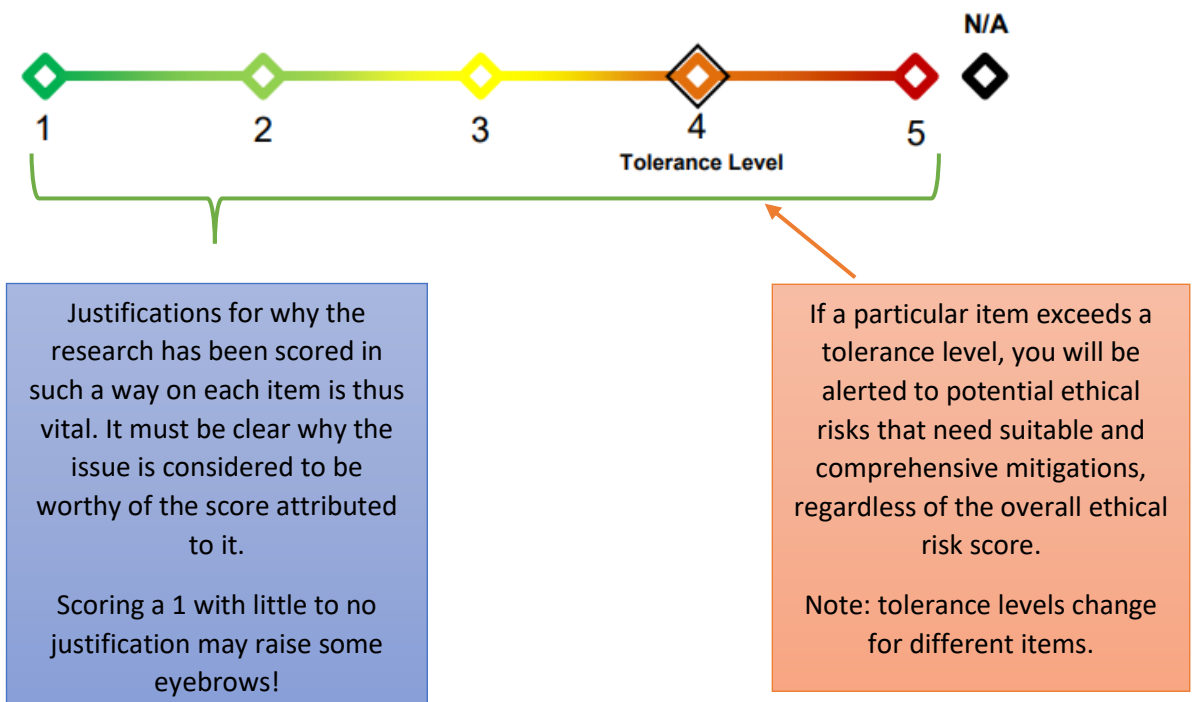 N/A
1
2
3
4
5
Tolerance Level
Justifications for why the
research has been scored in
such a way on each item is thus
vital. It must be clear why the
issue is considered to be
worthy of the score attributed
to it.
Scoring a 1 with little to no
justification may raise some
eyebrows!
If a particular item exceeds a
tolerance level, you will be
alerted to potential ethical
risks that need suitable and
comprehensive mitigations,
regardless of the overall ethical
risk score.
Note: tolerance levels change
for different items.